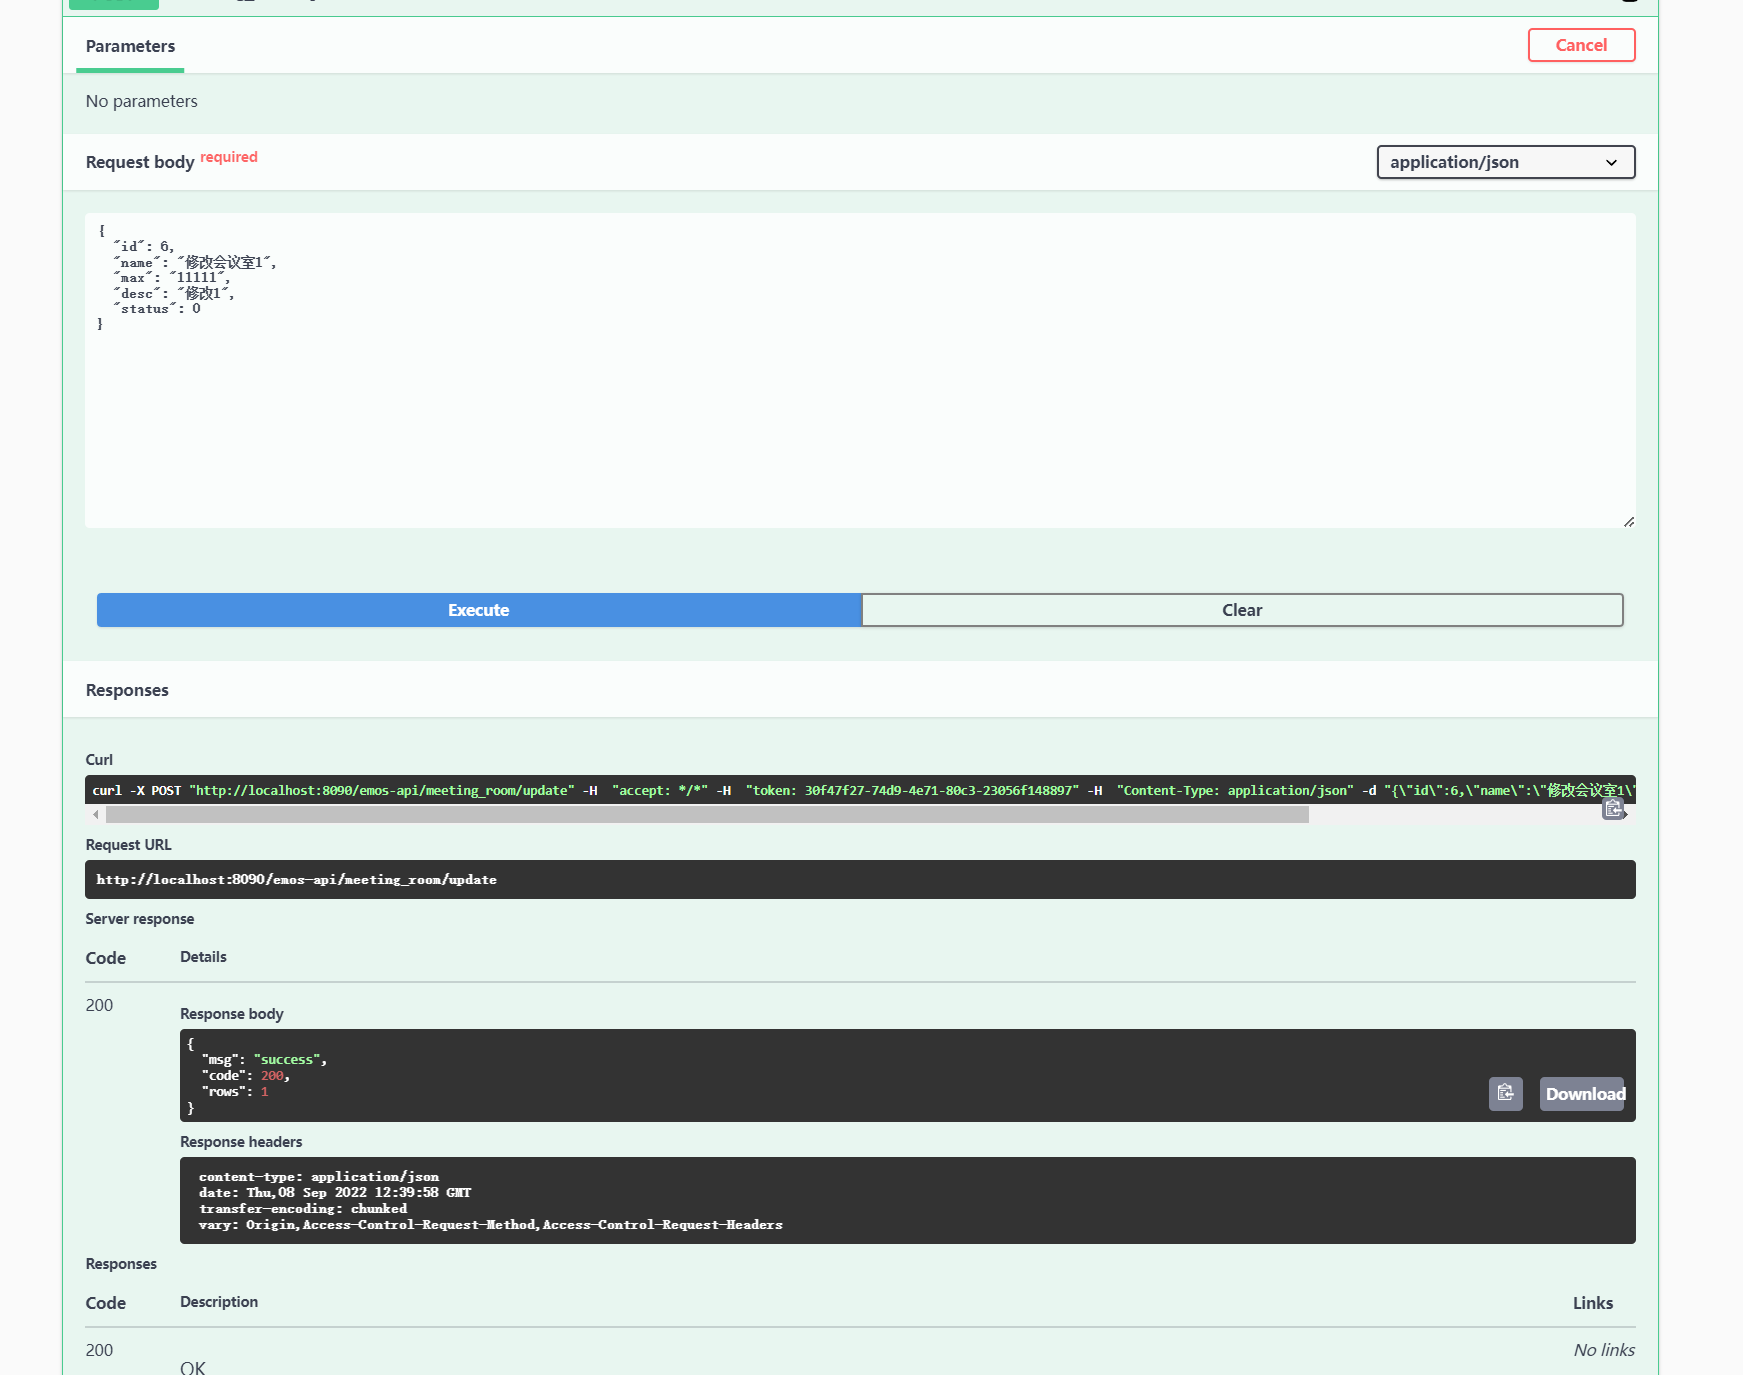 Parameters
Cancel
No parameters
Request body required
application/json
{
"id": 6,
"name": "修改会议室1",
"max": "11111",
"desc": "修改1",
"status": 0
}
Execute
Clear
Responses
Curl
curl -X POST "http://localhost:8090/emos-api/meeting_room/update" -H  "accept: */*" -H  "token: 30f47f27-74d9-4e71-80c3-23056f148897" -H  "Content-Type: application/json" -d "{\"id\":6,\"name\":\"修改会议室1\"
Request URL
http://localhost:8090/emos-api/meeting_room/update
Server response
Code
Details
200
Response body
{
"msg": "success",
"code": 200,
"rows": 1
}
Download
Response headers
content-type: application/json
date: Thu,08 Sep 2022 12:39:58 GMT
transfer-encoding: chunked
vary: Origin,Access-Control-Request-Method,Access-Control-Request-Headers
Responses
Code
Description
Links
200
No links
OK